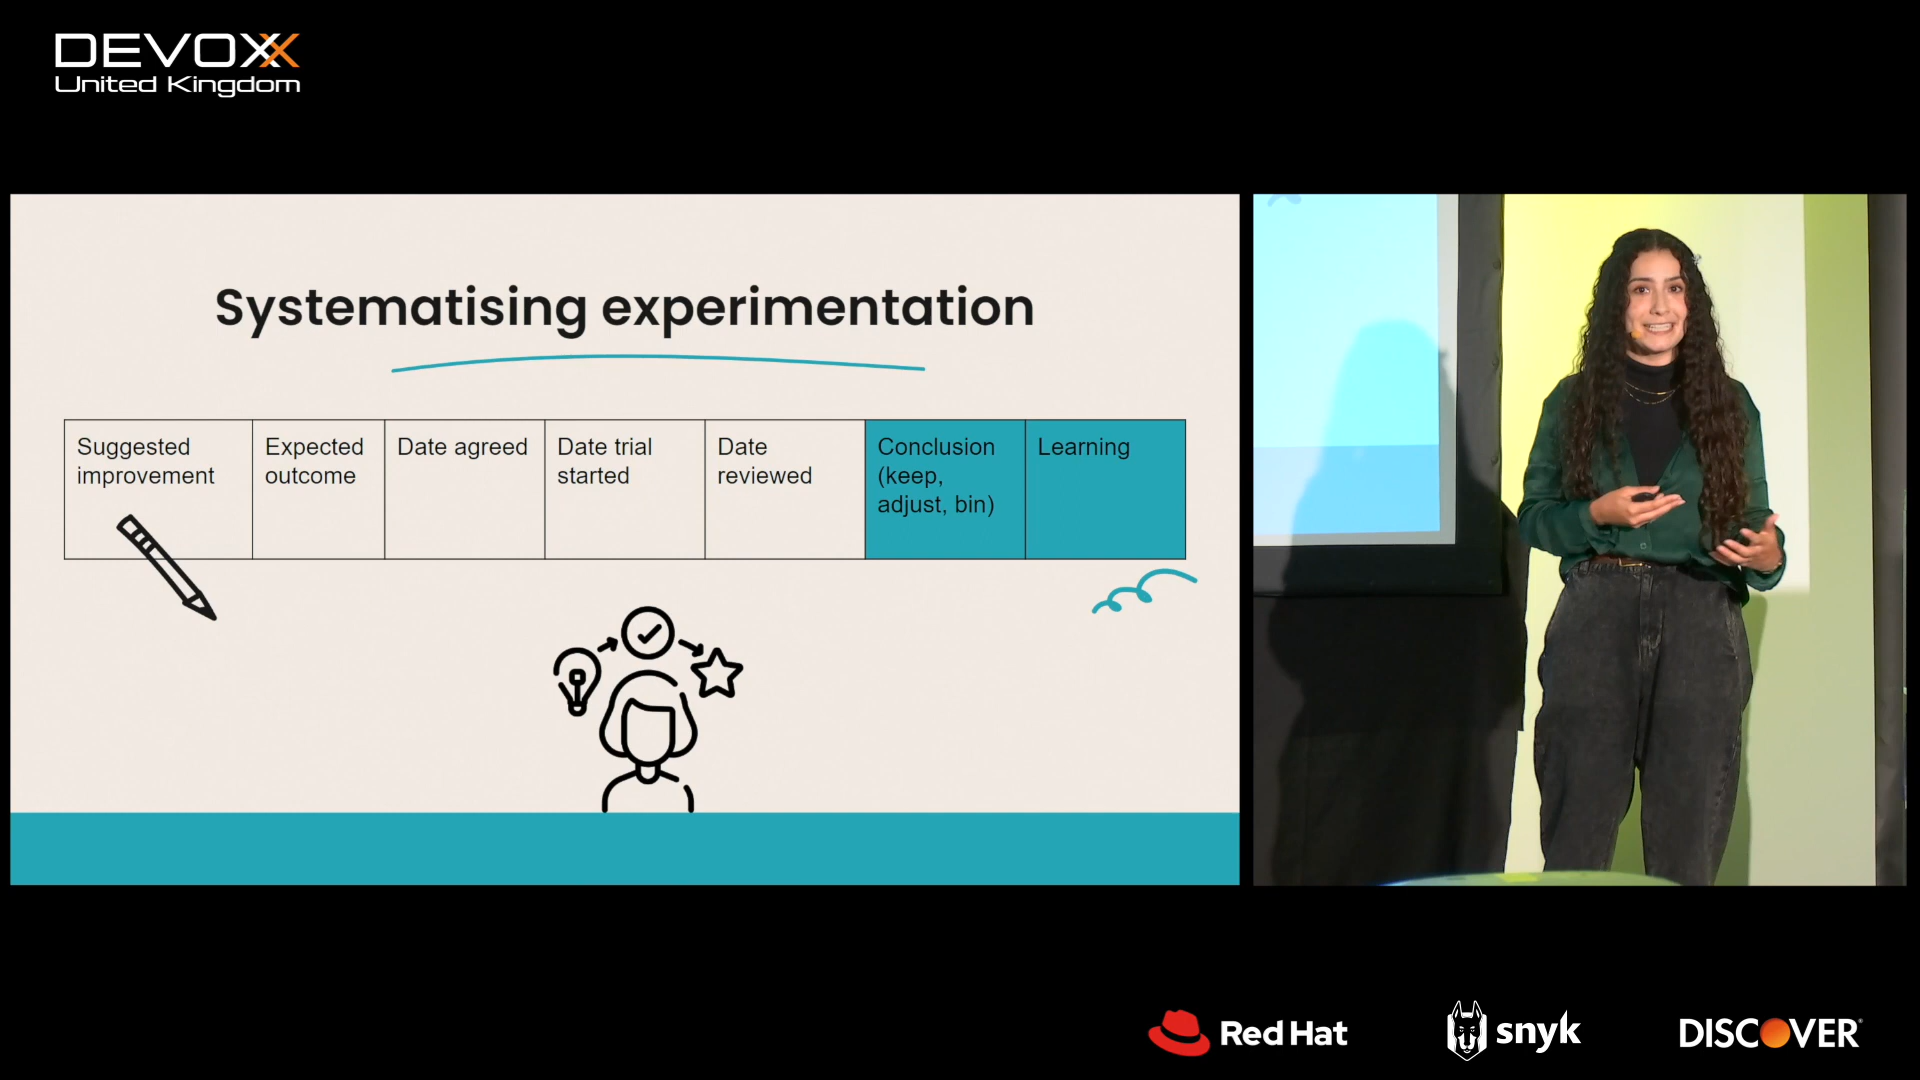 DEVOXX
United Kingdom
Systematising experimentation
Suggested
improvement
Expected
outcome
Date agreed
Date trial
started
Date
reviewed
Conclusion
(keep,
adjust, bin)
Learning
Red Hat
snyk
DISCOVER